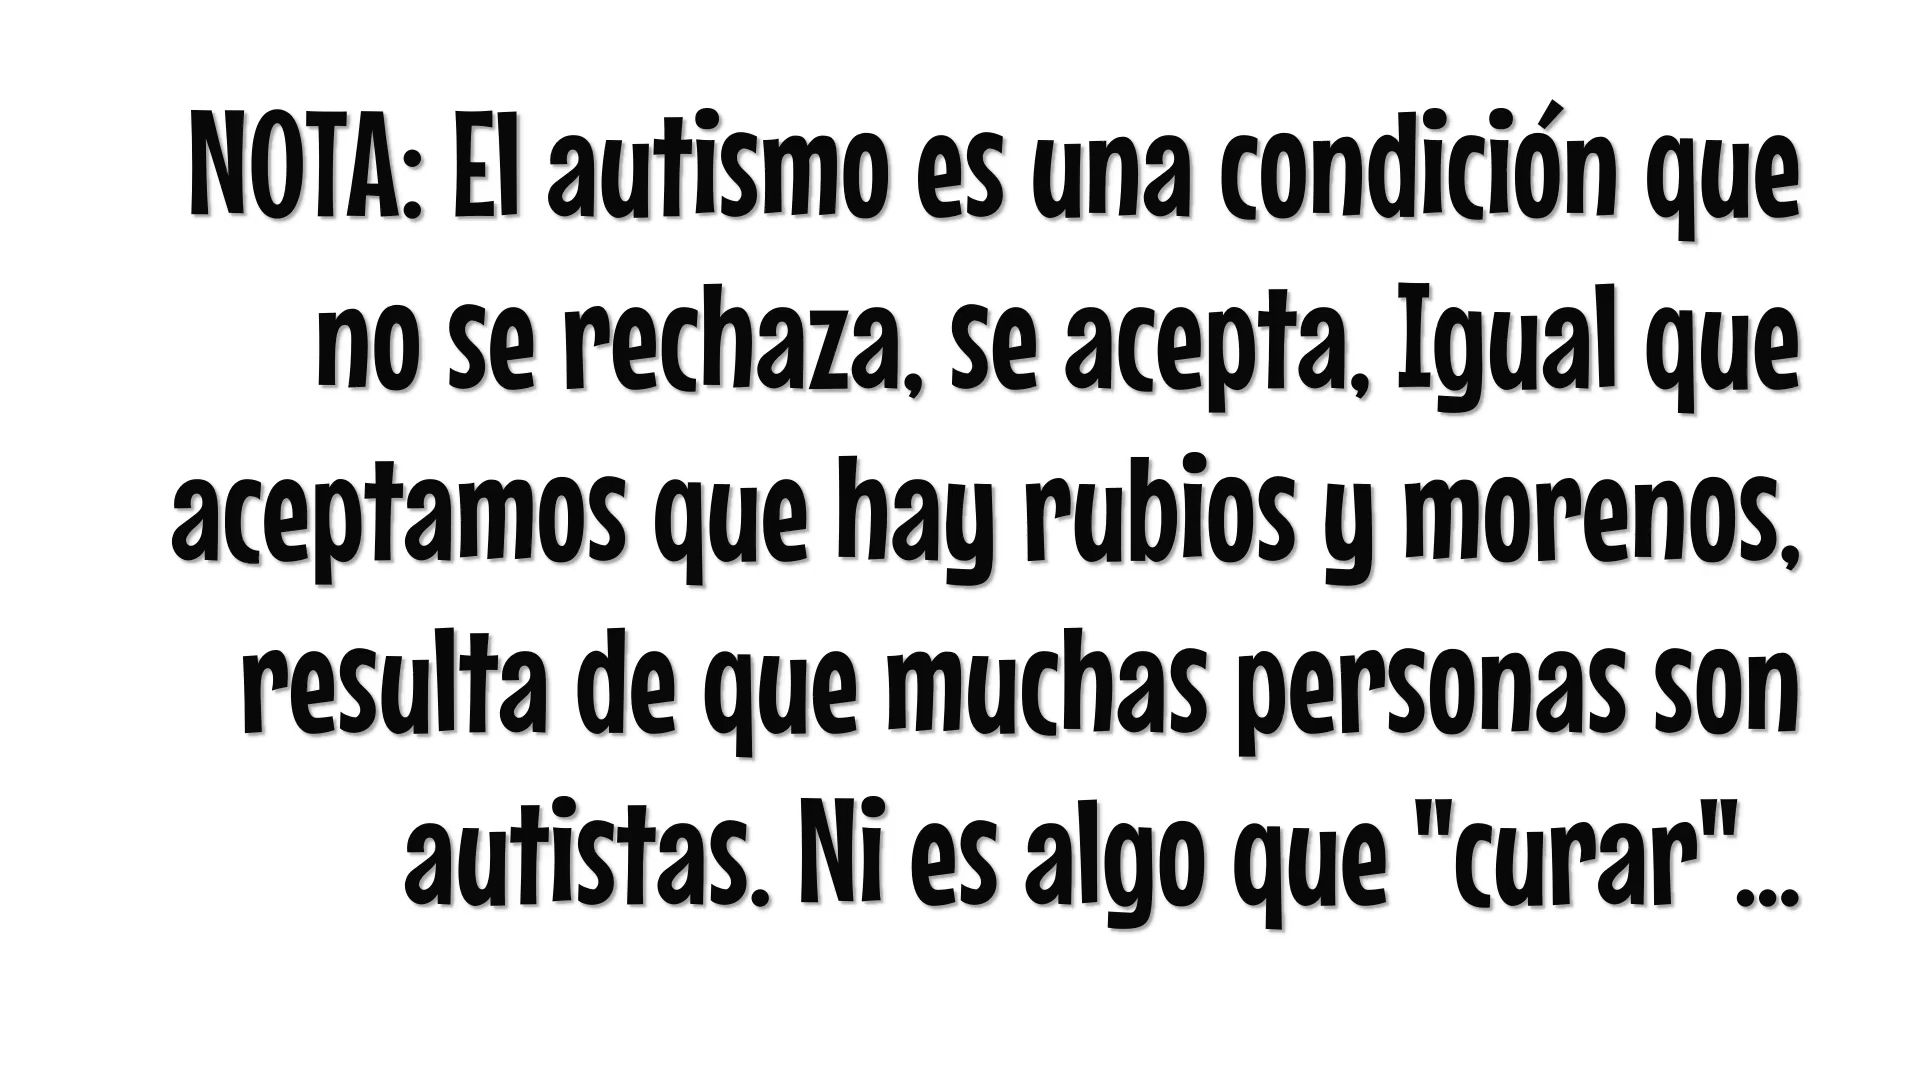 NOTA: El autismo es una condición que
no se rechaza, se acepta, Igual que
aceptamos que hay rubios y morenos,
resulta de que muchas personas son
autistas. Ni es algo que "curar"...